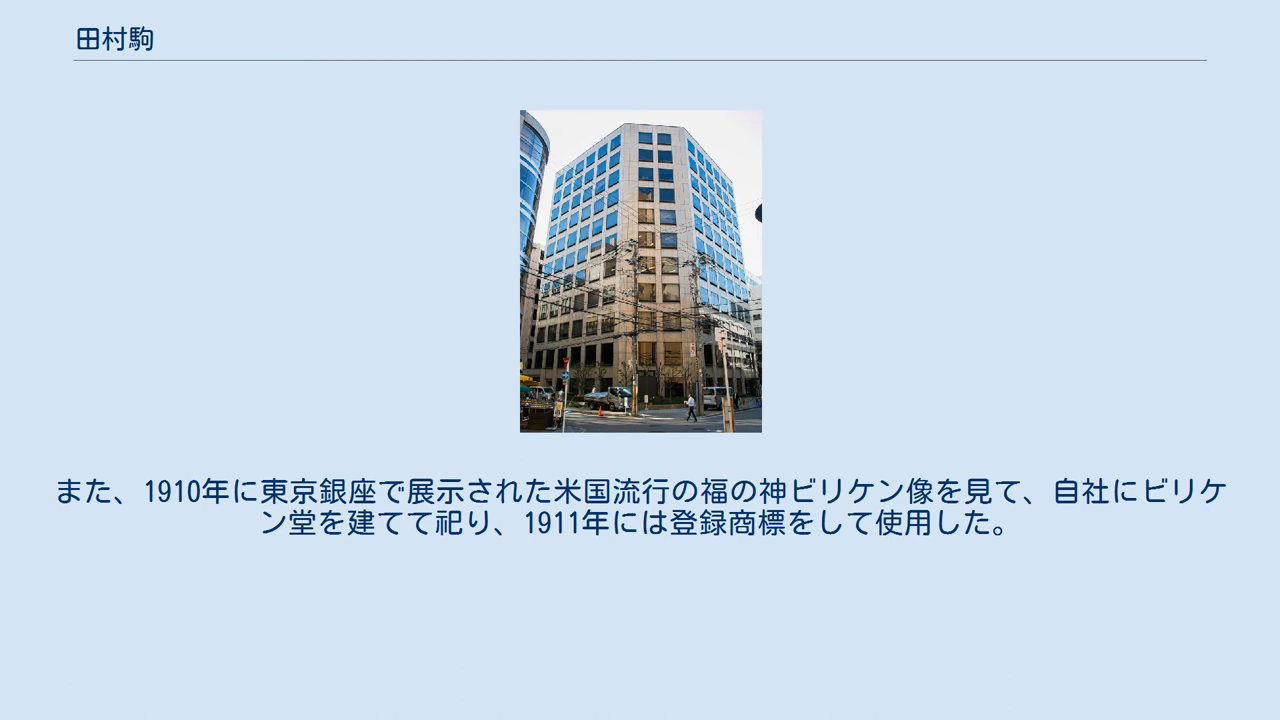 田村駒
また、1910年に東京銀座で展示された米国流行の福の神ビリケン像を見て、自社にビリケ
ン堂を建てて祀り、1911年には登録商標をして使用した。